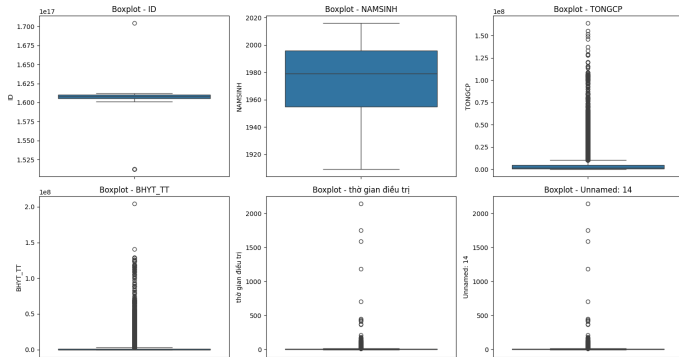 Boxplot - ID
1e17
1.700
1.675
1.650
1.625
1.600
1.575
1.550
1.525
ID
Boxplot - NAMSINH
2020
2000
1980
1960
1940
1920
NAMSINH
Boxplot - TONGCP
1e8
1.50
1.25
1.00
0.75
0.50
0.25
0.00
TONGCP
Boxplot - BHYT_TT
1e8
2.0
1.5
1.0
0.5
0.0
BHYT_TT
Boxplot - thờ gian điều trị
2000
1500
1000
500
0
thờ gian điều trị
Boxplot - Unnamed: 14
2000
1500
1000
500
0
Unnamed: 14